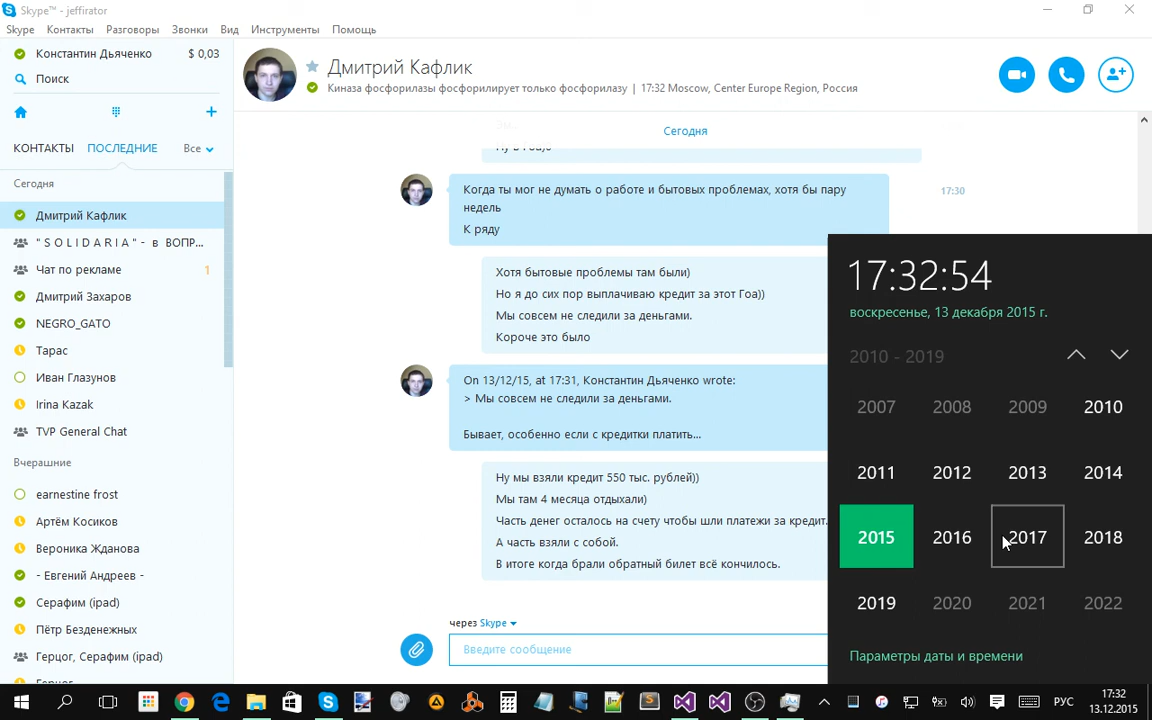 Skype™ - jeffirator
Skype Контакты Разговоры Звонки Вид Инструменты Помощь
Константин Дьяченко $ 0,03
Поиск
КОНТАКТЫ ПОСЛЕДНИЕ Все
Сегодня
Дмитрий Кафлик
" S O L I D A R I A " - в ВОПР...
Чат по рекламе 1
Дмитрий Захаров
NEGRO_GATO
Тарас
Иван Глазунов
Irina Kazak
TVP General Chat
Вчерашние
earnestine frost
Артём Косиков
Вероника Жданова
- Евгений Андреев -
Серафим (ipad)
Пётр Безденежных
Герцог, Серафим (ipad)
Дмитрий Кафлик
Киназа фосфорилазы фосфорилирует только фосфорилазу | 17:32 Moscow, Center Europe Region, Россия
Сегодня
Когда ты мог не думать о работе и бытовых проблемах, хотя бы пару
недель
К ряду
17:30
Хотя бытовые проблемы там были)
Но я до сих пор выплачиваю кредит за этот Гоа))
Мы совсем не следили за деньгами.
Короче это было
On 13/12/15, at 17:31, Константин Дьяченко wrote:
> Мы совсем не следили за деньгами.
Бывает, особенно если с кредитки платить...
Ну мы взяли кредит 550 тыс. рублей))
Мы там 4 месяца отдыхали)
Часть денег осталось на счету чтобы шли платежи за кредит.
А часть взяли с собой.
В итоге когда брали обратный билет всё кончилось.
через Skype
Введите сообщение
17:32:54
воскресенье, 13 декабря 2015 г.
2010 - 2019
2007 2008 2009 2010
2011 2012 2013 2014
2015 2016 2017 2018
2019 2020 2021 2022
Параметры даты и времени
РУС
17:32
13.12.2015